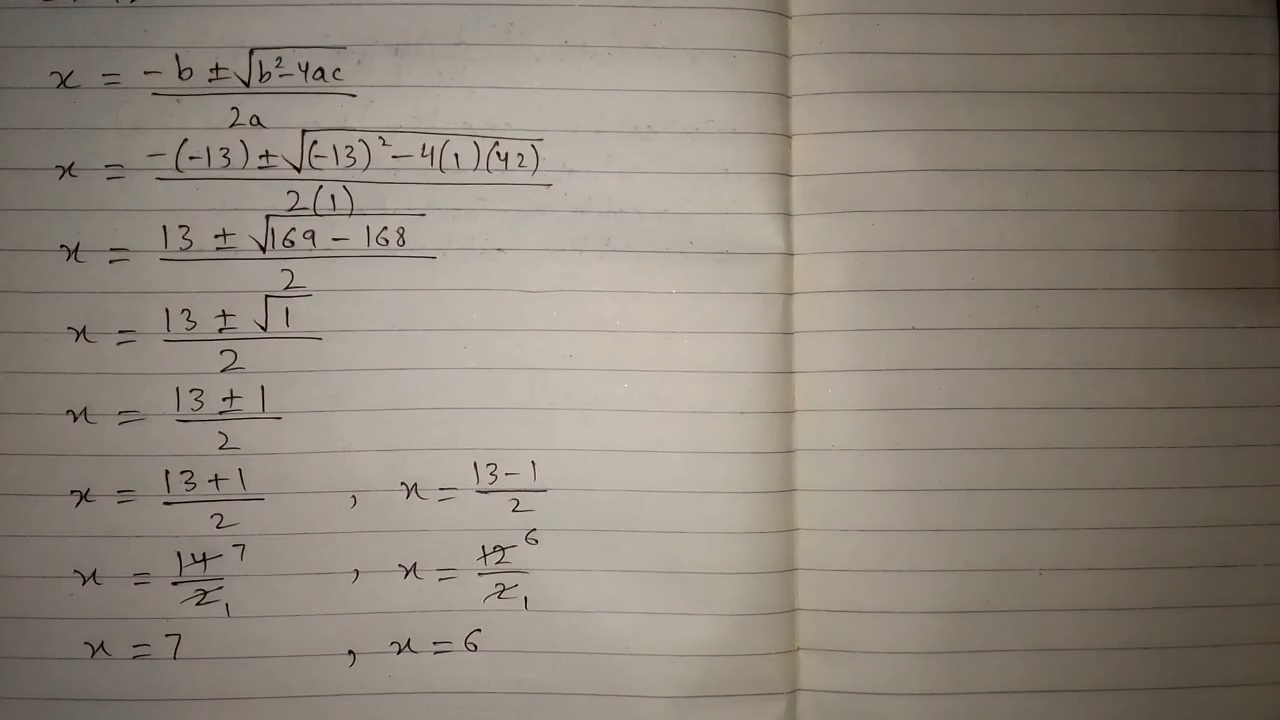 x = -b ± √b²-4ac / 2a
x = -(-13) ± √(-13)² - 4(1)(42) / 2(1)
x = 13 ± √169 - 168 / 2
x = 13 ± √1 / 2
x = 13 ± 1 / 2
x = 13+1 / 2 , x = 13-1 / 2
x = 14 7 / 2 1 , x = 12 6 / 2 1
x = 7 , x = 6